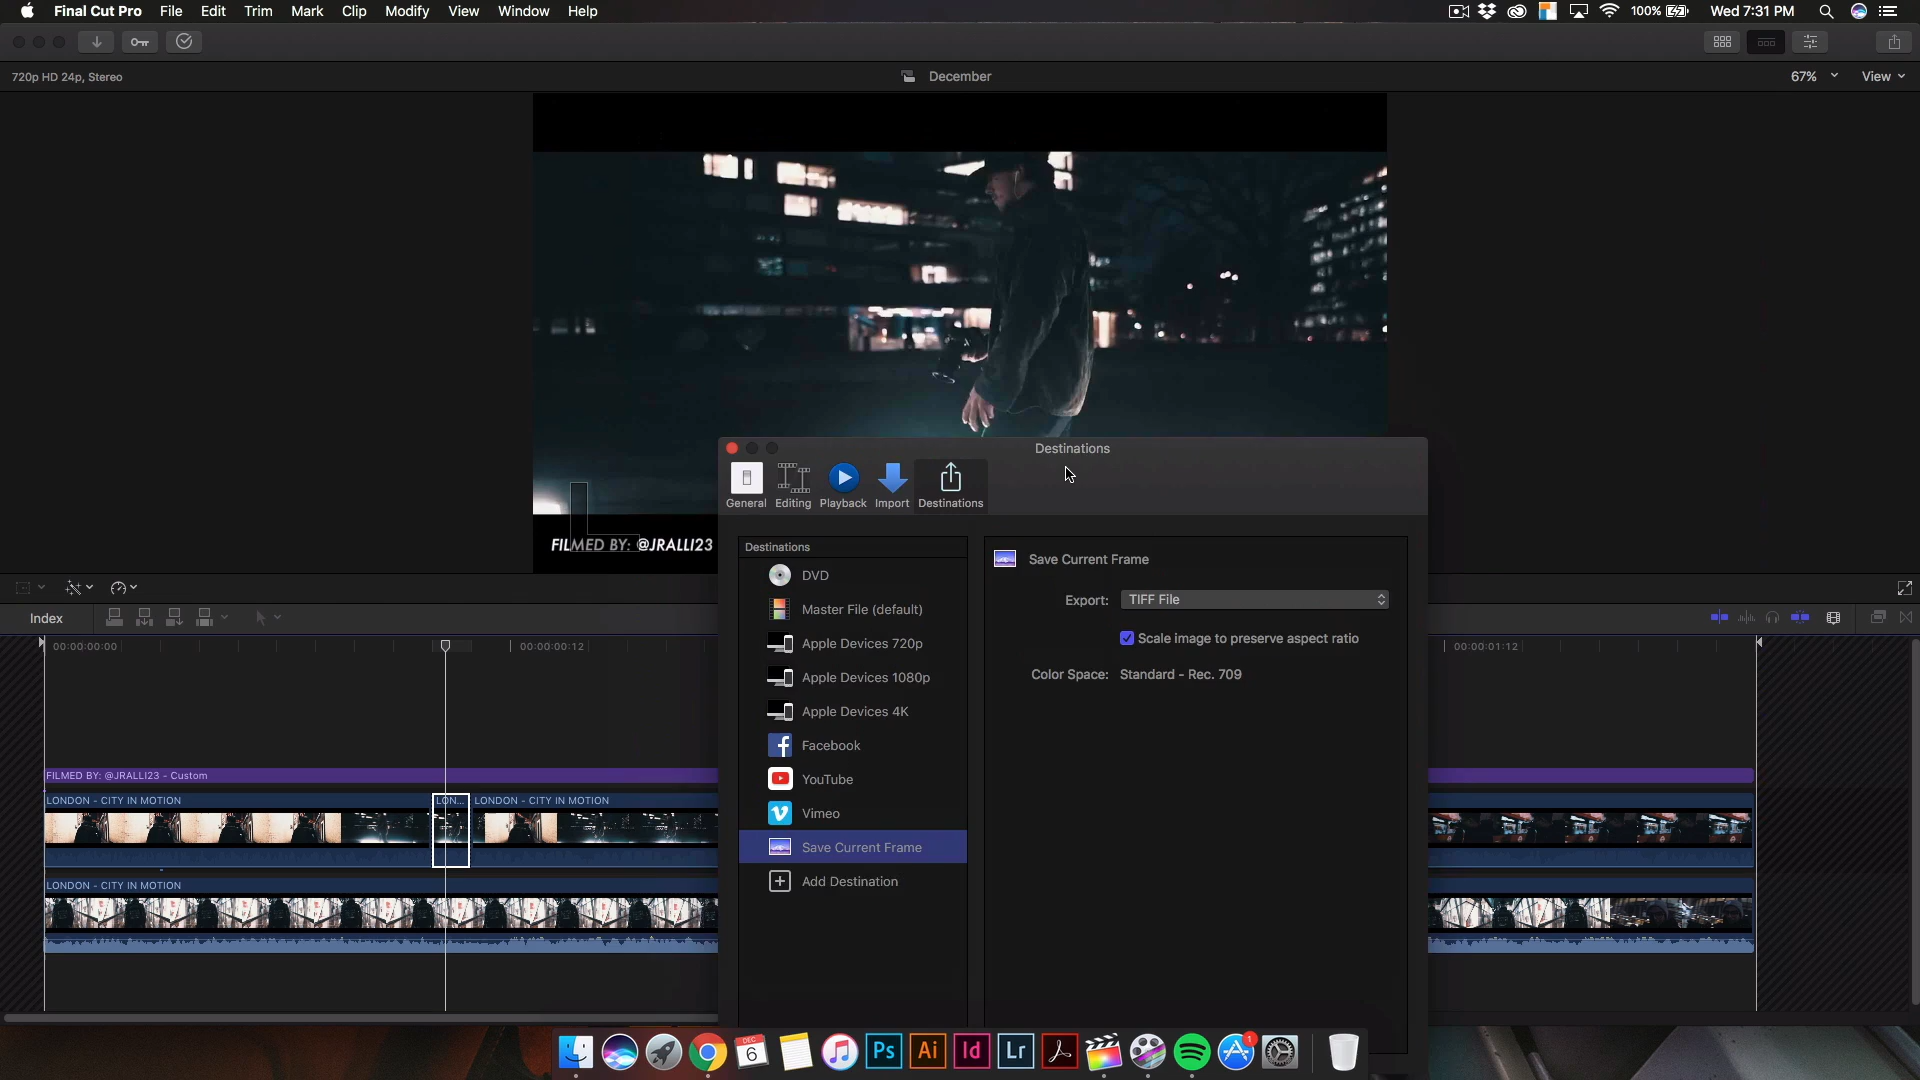 Final Cut Pro File Edit Trim Mark Clip Modify View Window Help
100% Wed 7:31 PM
720p HD 24p, Stereo
December
67% View
FILMED BY: @JRALLI23
Destinations
General Editing Playback Import Destinations
Destinations
DVD
Master File (default)
Apple Devices 720p
Apple Devices 1080p
Apple Devices 4K
Facebook
YouTube
Vimeo
Save Current Frame
Add Destination
Save Current Frame
Export: TIFF File
Scale image to preserve aspect ratio
Color Space: Standard - Rec. 709
Index
00:00:00:00 00:00:00:12 00:00:01:12
FILMED BY: @JRALLI23 - Custom
LONDON - CITY IN MOTION LON... LONDON - CITY IN MOTION
LONDON - CITY IN MOTION
DEC
6
Ps Ai Id Lr
1